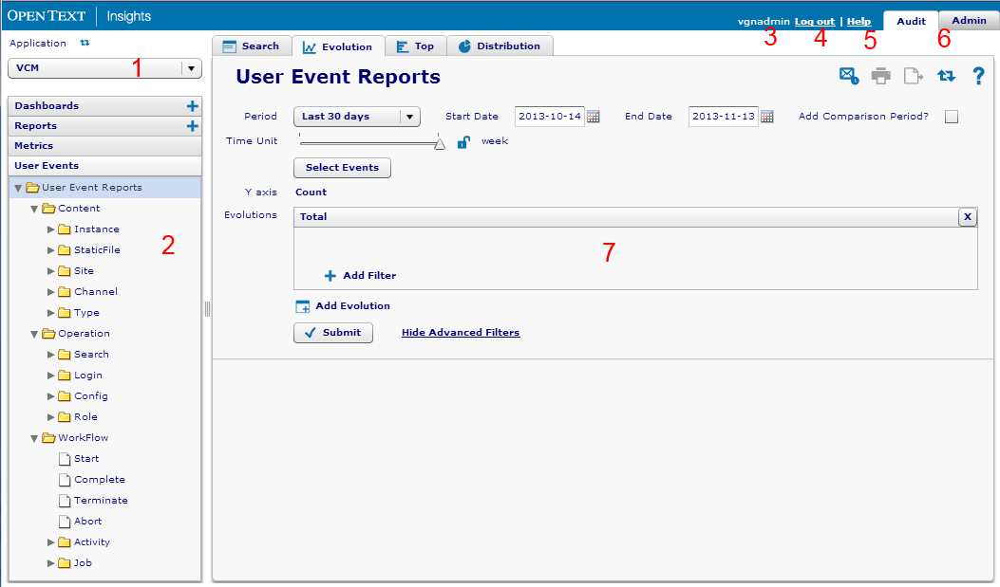 OPEN TEXT | Insights
vgnadmin Log out | Help
Audit
Admin
3 4 5 6
Application
VCM
1
Dashboards
Reports
Metrics
User Events
User Event Reports
Content
Instance
StaticFile
Site
Channel
Type
Operation
Search
Login
Config
Role
WorkFlow
Start
Complete
Terminate
Abort
Activity
Job
2
Search Evolution Top Distribution
User Event Reports
?
Period Last 30 days Start Date 2013-10-14 End Date 2013-11-13 Add Comparison Period?
Time Unit week
Select Events
Y axis Count
Evolutions Total X
7
Add Filter
Add Evolution
Submit Hide Advanced Filters